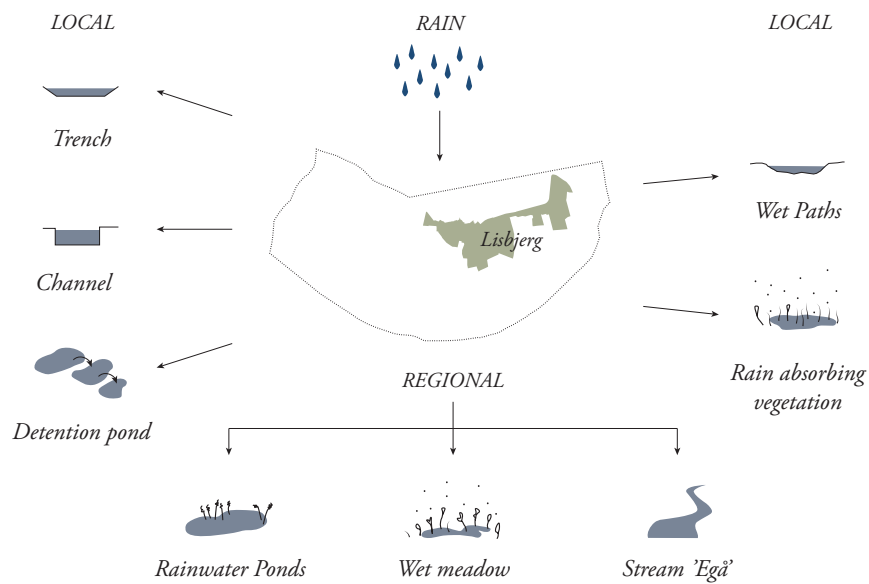 LOCAL
RAIN
LOCAL
Trench
Wet Paths
Lisbjerg
Channel
Rain absorbing
vegetation
REGIONAL
Detention pond
Rainwater Ponds
Wet meadow
Stream 'Egå'